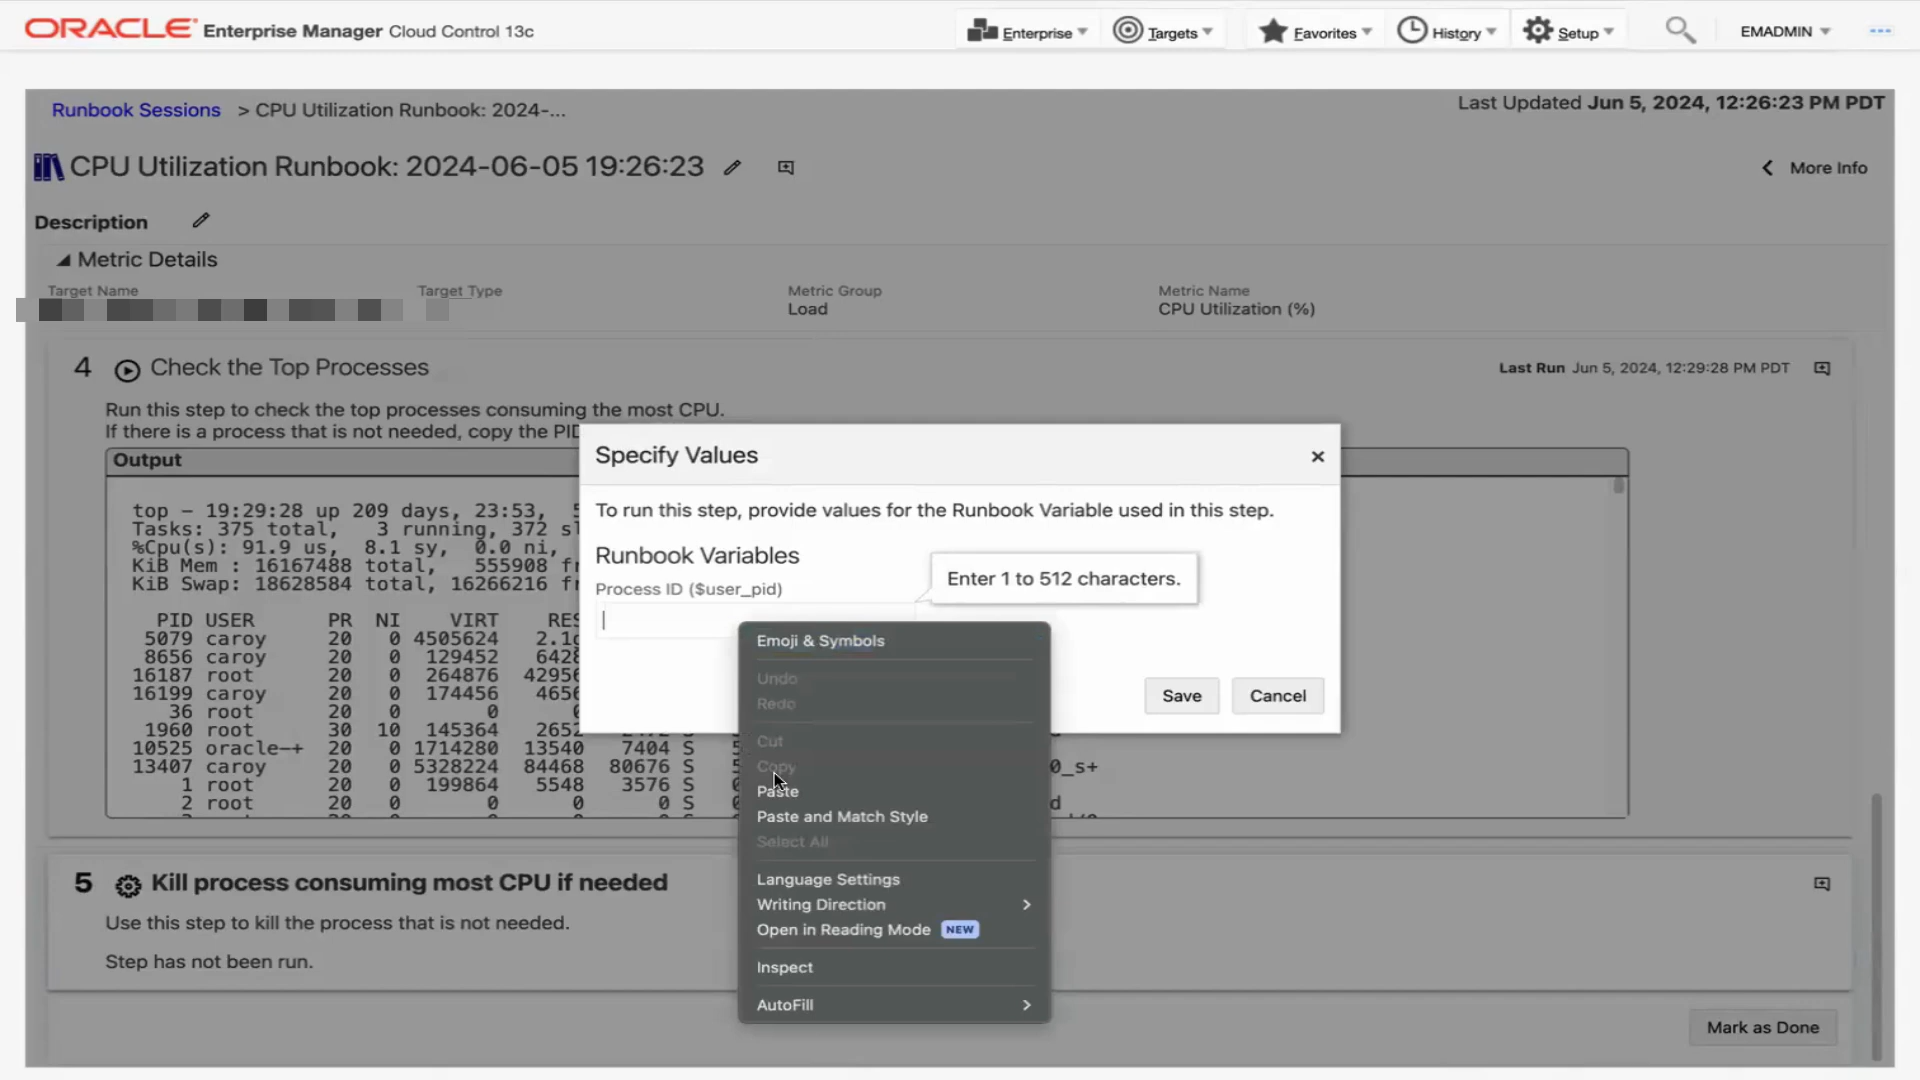 ORACLE Enterprise Manager Cloud Control 13c
Enterprise
Targets
Favorites
History
Setup
EMADMIN
Runbook Sessions > CPU Utilization Runbook: 2024-...
Last Updated Jun 5, 2024, 12:26:23 PM PDT
CPU Utilization Runbook: 2024-06-05 19:26:23
More Info
Description
Metric Details
Target Name
Target Type
Metric Group
Metric Name
Load
CPU Utilization (%)
4 Check the Top Processes
Last Run Jun 5, 2024, 12:29:28 PM PDT
Run this step to check the top processes consuming the most CPU.
If there is a process that is not needed, copy the PID
Output
top - 19:29:28 up 209 days, 23:53,
Tasks: 375 total, 3 running, 372 sl
%Cpu(s): 91.9 us, 8.1 sy, 0.0 ni,
KiB Mem : 16167488 total, 555908 fr
KiB Swap: 18628584 total, 16266216 f
PID USER PR NI VIRT RES
5079 caroy 20 0 4505624 2.1
8656 caroy 20 0 129452 642
16187 root 20 0 264876 4295
16199 caroy 20 0 174456 465
36 root 20 0 0
1960 root 30 10 145364 2652
10525 oracle-+ 20 0 1714280 13540 7404 S
13407 caroy 20 0 5328224 84468 80676 S 0_s+
1 root 20 0 199864 5548 3576 S
2 root 20 0 0 0 0 S
Specify Values
To run this step, provide values for the Runbook Variable used in this step.
Runbook Variables
Process ID ($user_pid)
Enter 1 to 512 characters.
Save
Cancel
Emoji & Symbols
Undo
Redo
Cut
Copy
Paste
Paste and Match Style
Select All
Language Settings
Writing Direction
Open in Reading Mode NEW
Inspect
AutoFill
5 Kill process consuming most CPU if needed
Use this step to kill the process that is not needed.
Step has not been run.
Mark as Done